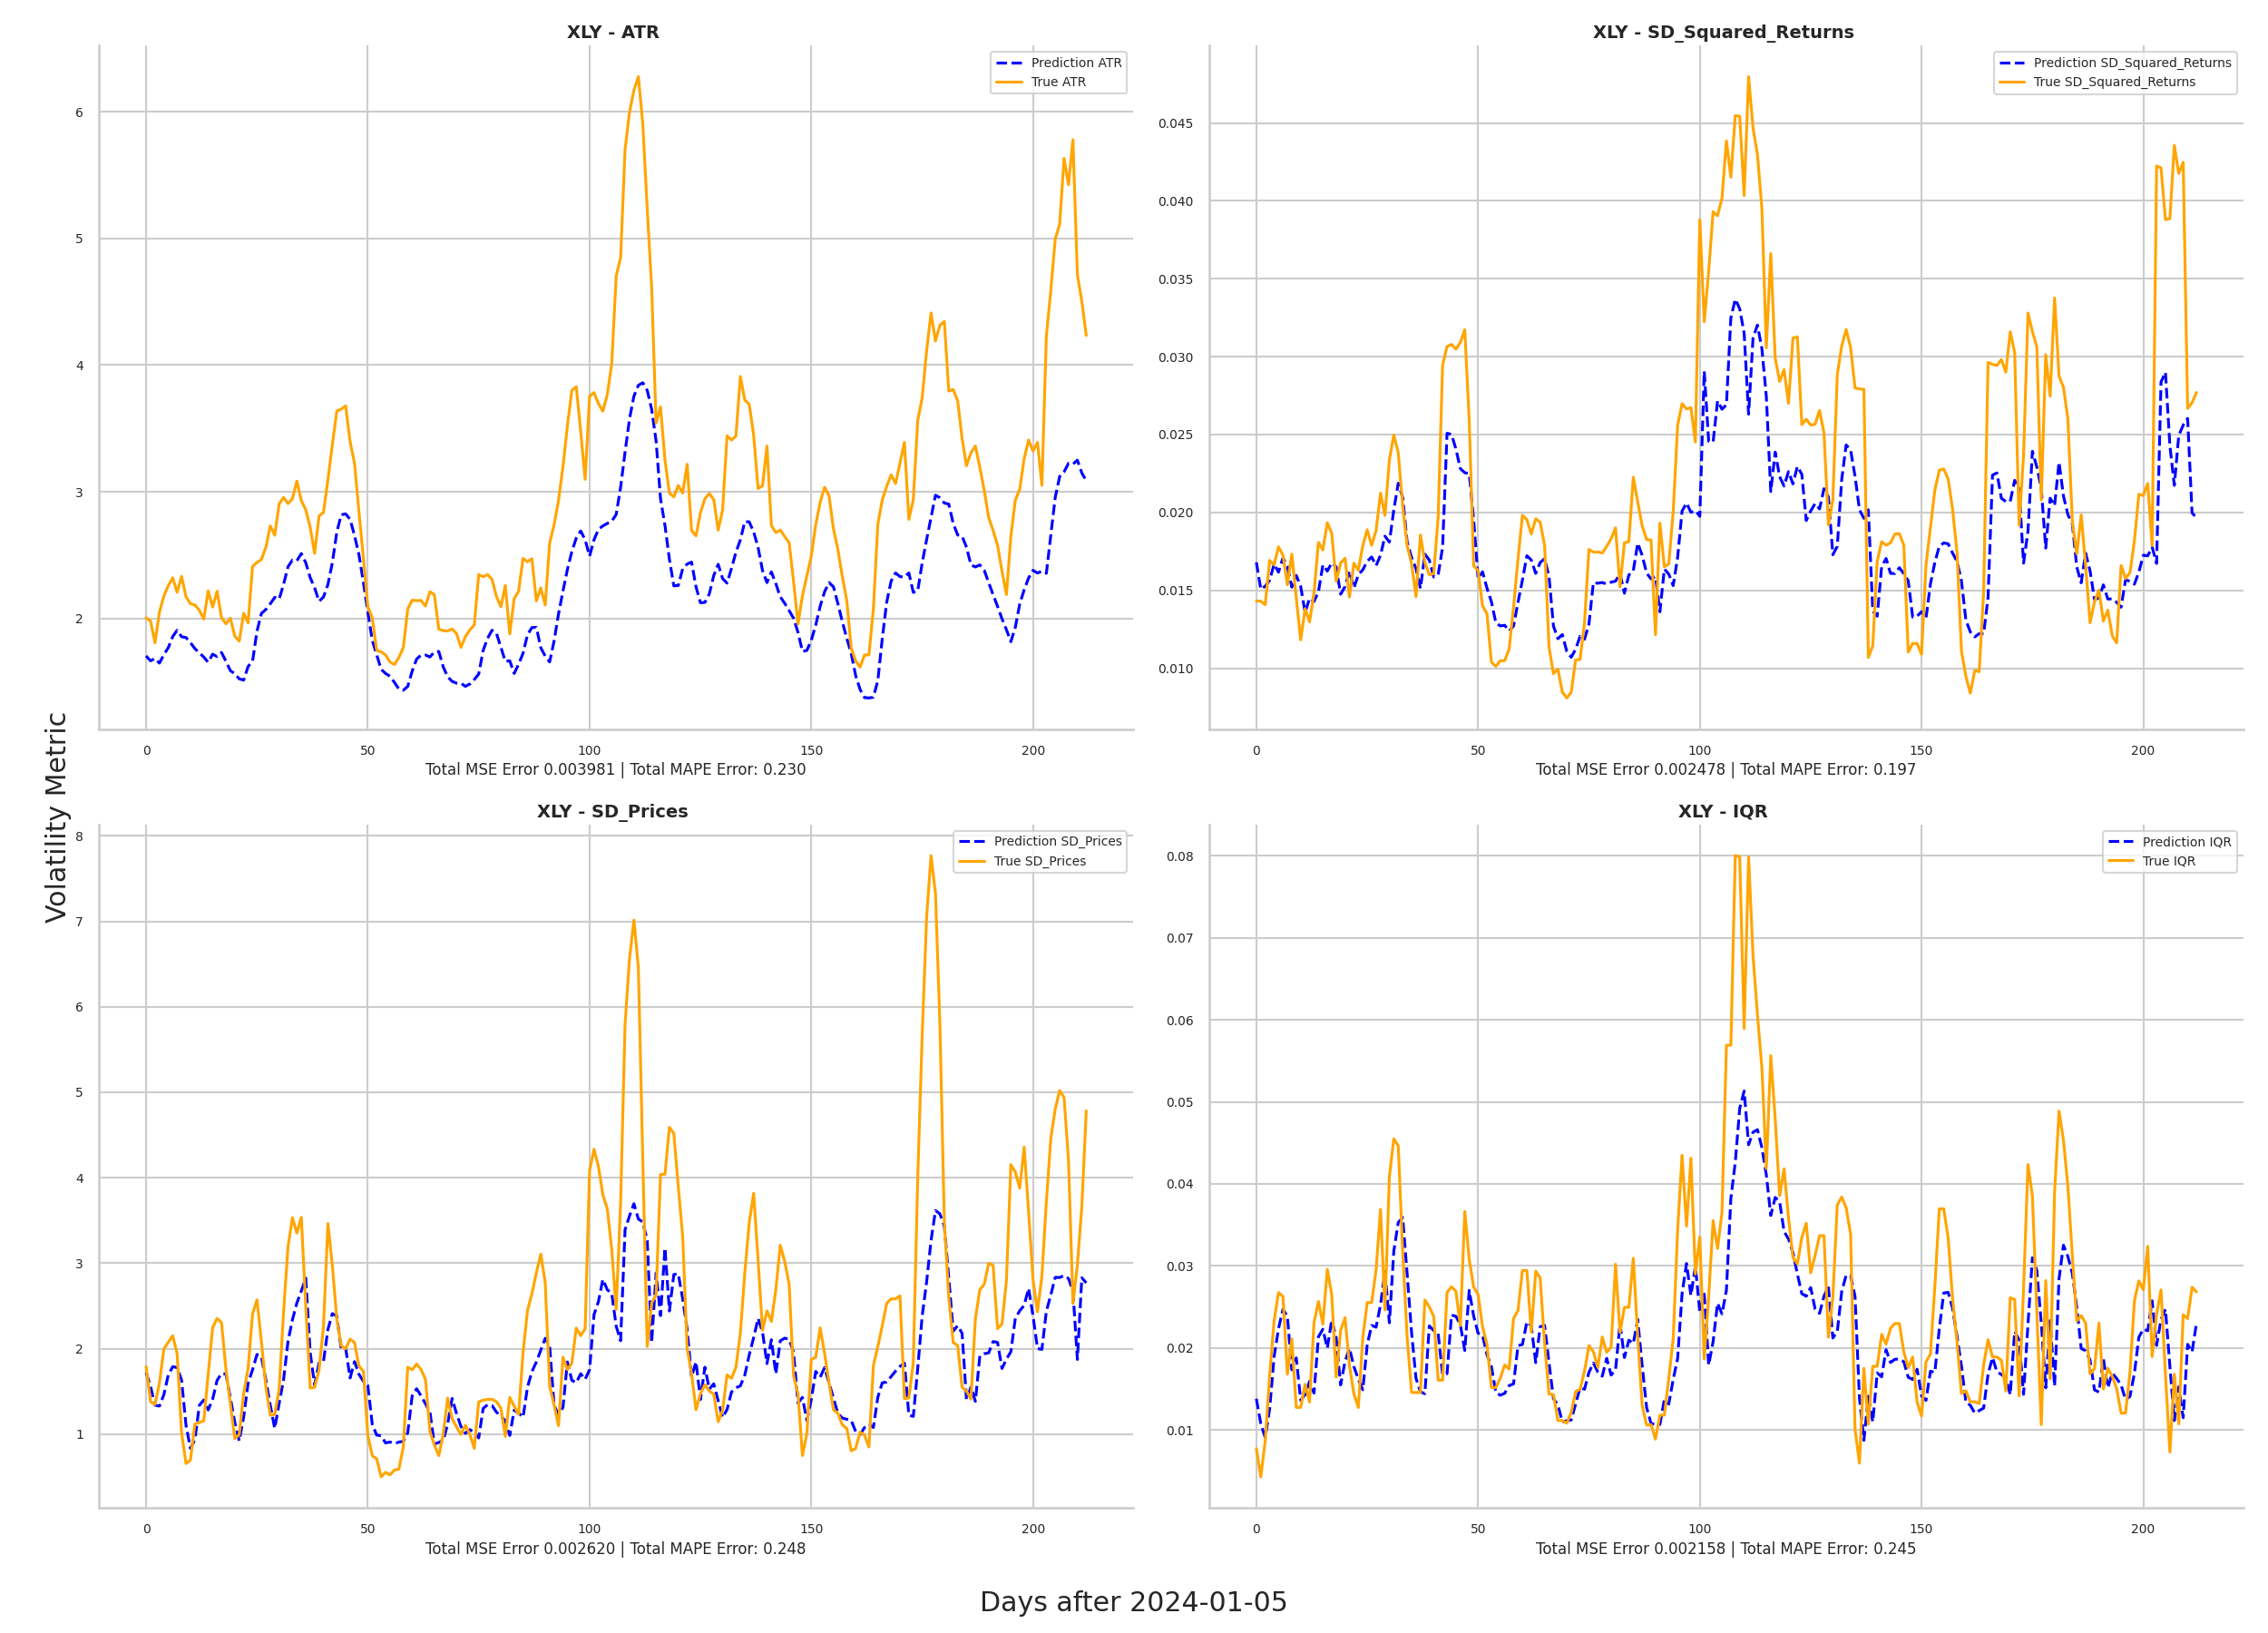 XLY - ATR
Prediction ATR
True ATR
6
5
4
3
2
0
50
100
150
200
Total MSE Error 0.003981 | Total MAPE Error: 0.230
XLY - SD_Squared_Returns
Prediction SD_Squared_Returns
True SD_Squared_Returns
0.045
0.040
0.035
0.030
0.025
0.020
0.015
0.010
0
50
100
150
200
Total MSE Error 0.002478 | Total MAPE Error: 0.197
Volatility Metric
XLY - SD_Prices
Prediction SD_Prices
True SD_Prices
8
7
6
5
4
3
2
1
0
50
100
150
200
Total MSE Error 0.002620 | Total MAPE Error: 0.248
XLY - IQR
Prediction IQR
True IQR
0.08
0.07
0.06
0.05
0.04
0.03
0.02
0.01
0
50
100
150
200
Total MSE Error 0.002158 | Total MAPE Error: 0.245
Days after 2024-01-05